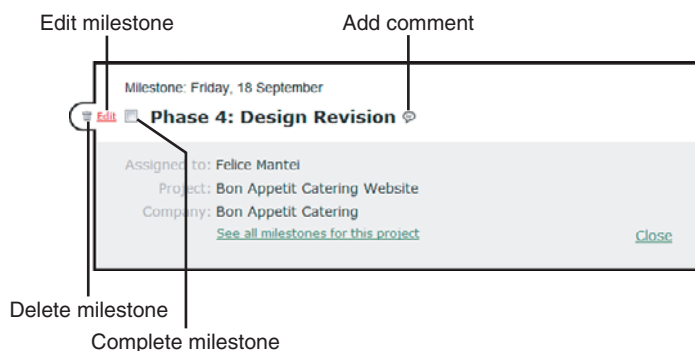 Edit milestone
Add comment
Milestone: Friday, 18 September
Edit
Phase 4: Design Revision
Assigned to: Felice Mantei
Project: Bon Appetit Catering Website
Company: Bon Appetit Catering
See all milestones for this project
Close
Delete milestone
Complete milestone